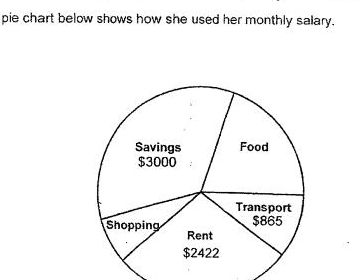 pie chart below shows how she used her monthly salary.
Savings
$3000
Food
Transport
$865
Shopping
Rent
$2422